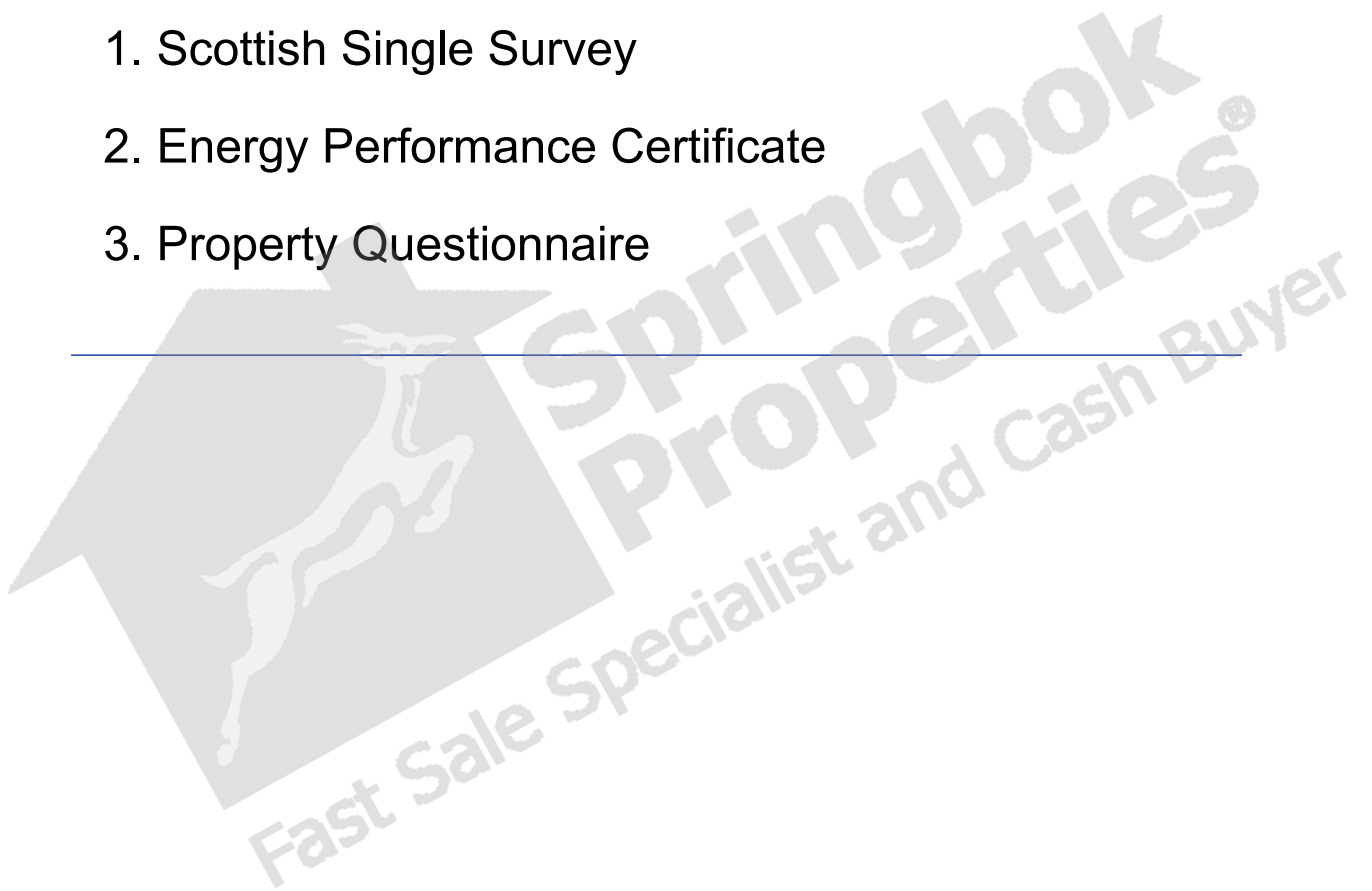 1. Scottish Single Survey
2. Energy Performance Certificate
3. Property Questionnaire
Springbok
Properties®
Fast Sale Specialist and Cash Buyer